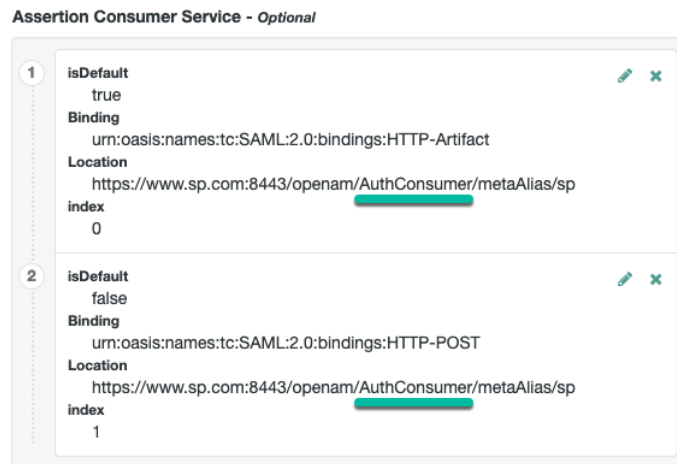 Assertion Consumer Service - Optional
1
isDefault
true
Binding
urn:oasis:names:tc:SAML:2.0:bindings:HTTP-Artifact
Location
https://www.sp.com:8443/openam/AuthConsumer/metaAlias/sp
index
0
2
isDefault
false
Binding
urn:oasis:names:tc:SAML:2.0:bindings:HTTP-POST
Location
https://www.sp.com:8443/openam/AuthConsumer/metaAlias/sp
index
1